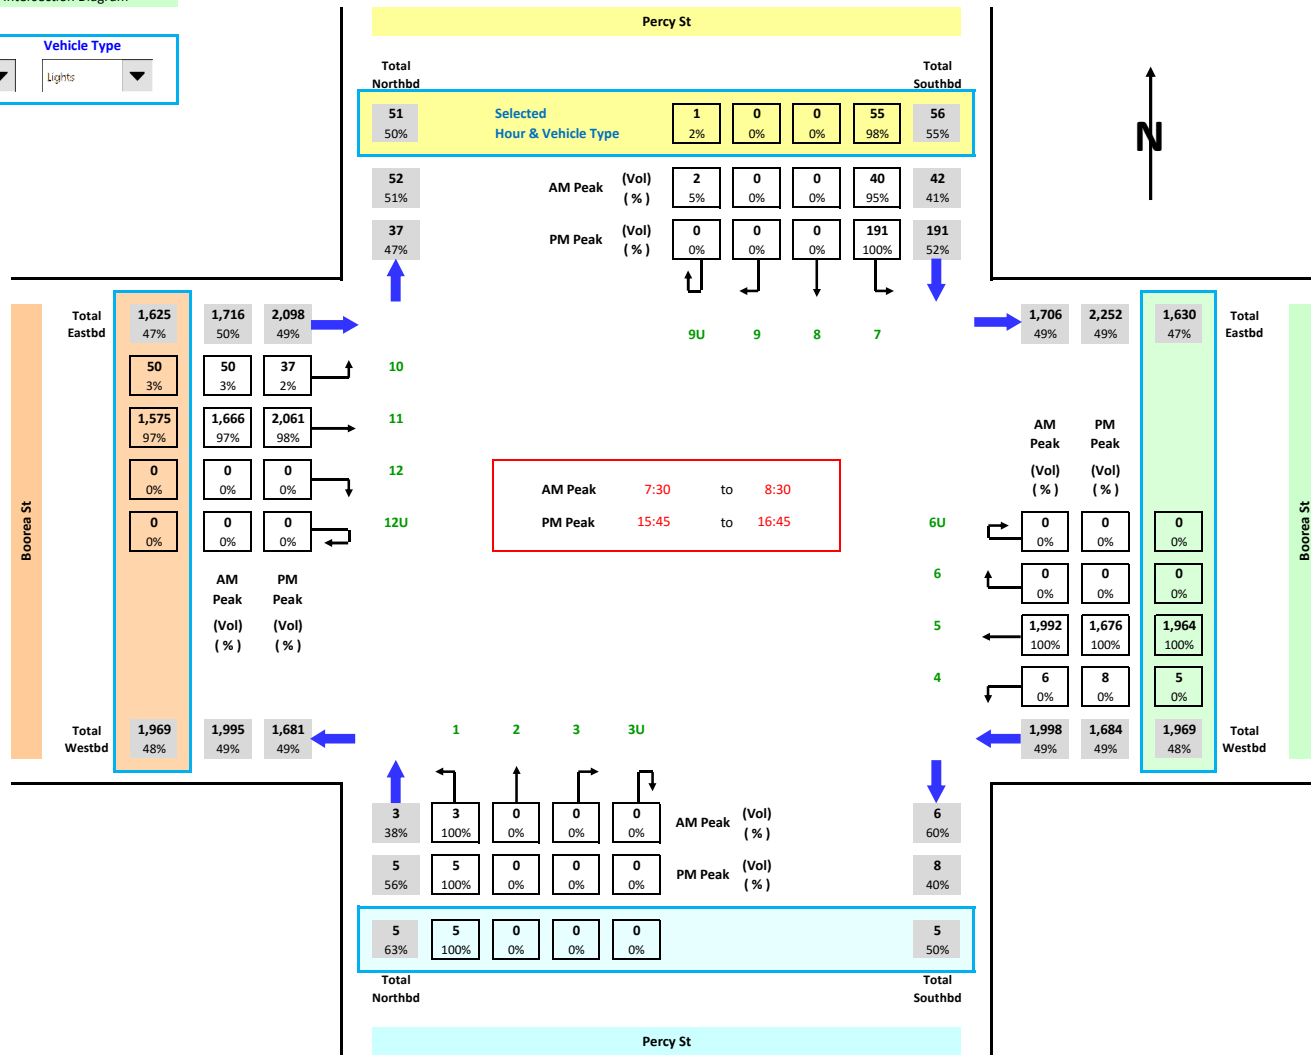 Intersection Diagram
Vehicle Type
Lights
Percy St
Total Northbd
Total Southbd
51 50%
Selected Hour & Vehicle Type
1 2%
0 0%
0 0%
55 98%
56 55%
N
52 51%
AM Peak (Vol) ( % )
2 5%
0 0%
0 0%
40 95%
42 41%
37 47%
PM Peak (Vol) ( % )
0 0%
0 0%
0 0%
191 100%
191 52%
9U 9 8 7
Total Eastbd
1,625 47%
1,716 50%
2,098 49%
1,706 49%
2,252 49%
1,630 47%
Total Eastbd
50 3%
50 3%
37 2%
10
1,575 97%
1,666 97%
2,061 98%
11
0 0%
0 0%
0 0%
12
0 0%
0 0%
0 0%
12U
Boorea St
AM Peak (Vol) ( % )
PM Peak (Vol) ( % )
AM Peak 7:30 to 8:30
PM Peak 15:45 to 16:45
AM Peak (Vol) ( % )
PM Peak (Vol) ( % )
6U
0 0%
0 0%
0 0%
6
0 0%
0 0%
0 0%
5
1,992 100%
1,676 100%
1,964 100%
4
6 0%
8 0%
5 0%
Boorea St
Total Westbd
1,969 48%
1,995 49%
1,681 49%
1 2 3 3U
1,998 49%
1,684 49%
1,969 48%
Total Westbd
3 38%
3 100%
0 0%
0 0%
0 0%
AM Peak (Vol) ( % )
6 60%
5 56%
5 100%
0 0%
0 0%
0 0%
PM Peak (Vol) ( % )
8 40%
5 63%
5 100%
0 0%
0 0%
0 0%
5 50%
Total Northbd
Total Southbd
Percy St